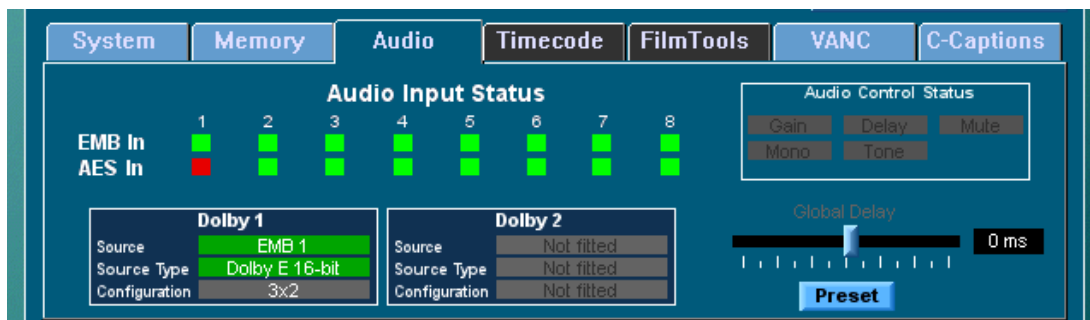 System Memory Audio Timecode FilmTools VANC C-Captions
Audio Input Status
1 2 3 4 5 6 7 8
EMB In
AES In
Audio Control Status
Gain Delay Mute
Mono Tone
Dolby 1
Source EMB 1
Source Type Dolby E 16-bit
Configuration 3x2
Dolby 2
Source Not fitted
Source Type Not fitted
Configuration Not fitted
Global Delay
0 ms
Preset